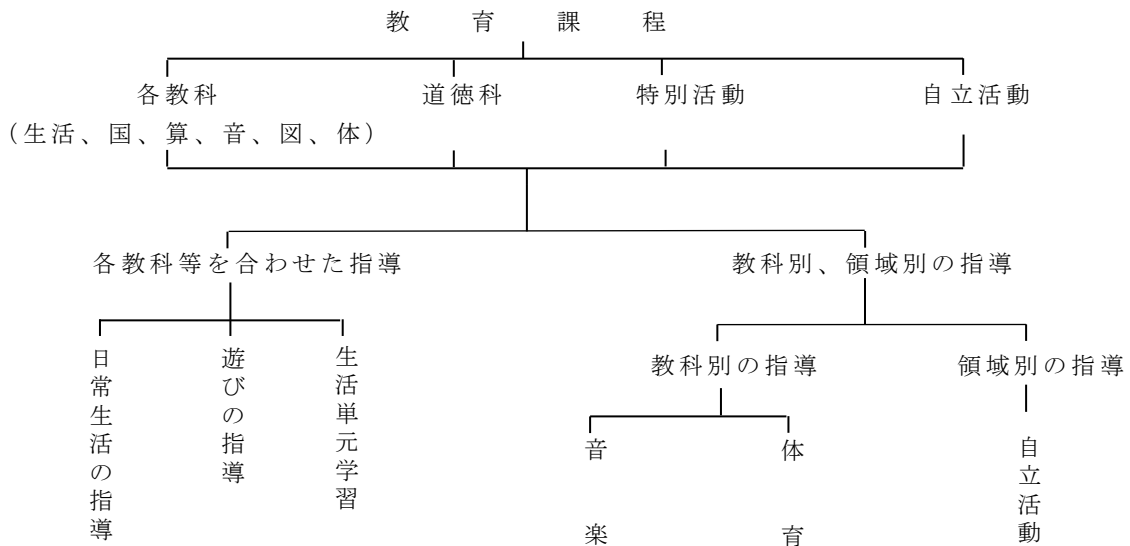 教育課程
各教科 道徳科 特別活動 自立活動
（生活、国、算、音、図、体）
各教科等を合わせた指導 教科別、領域別の指導
日常生活の指導
遊びの指導
生活単元学習
教科別の指導 領域別の指導
音楽
体育
自立活動